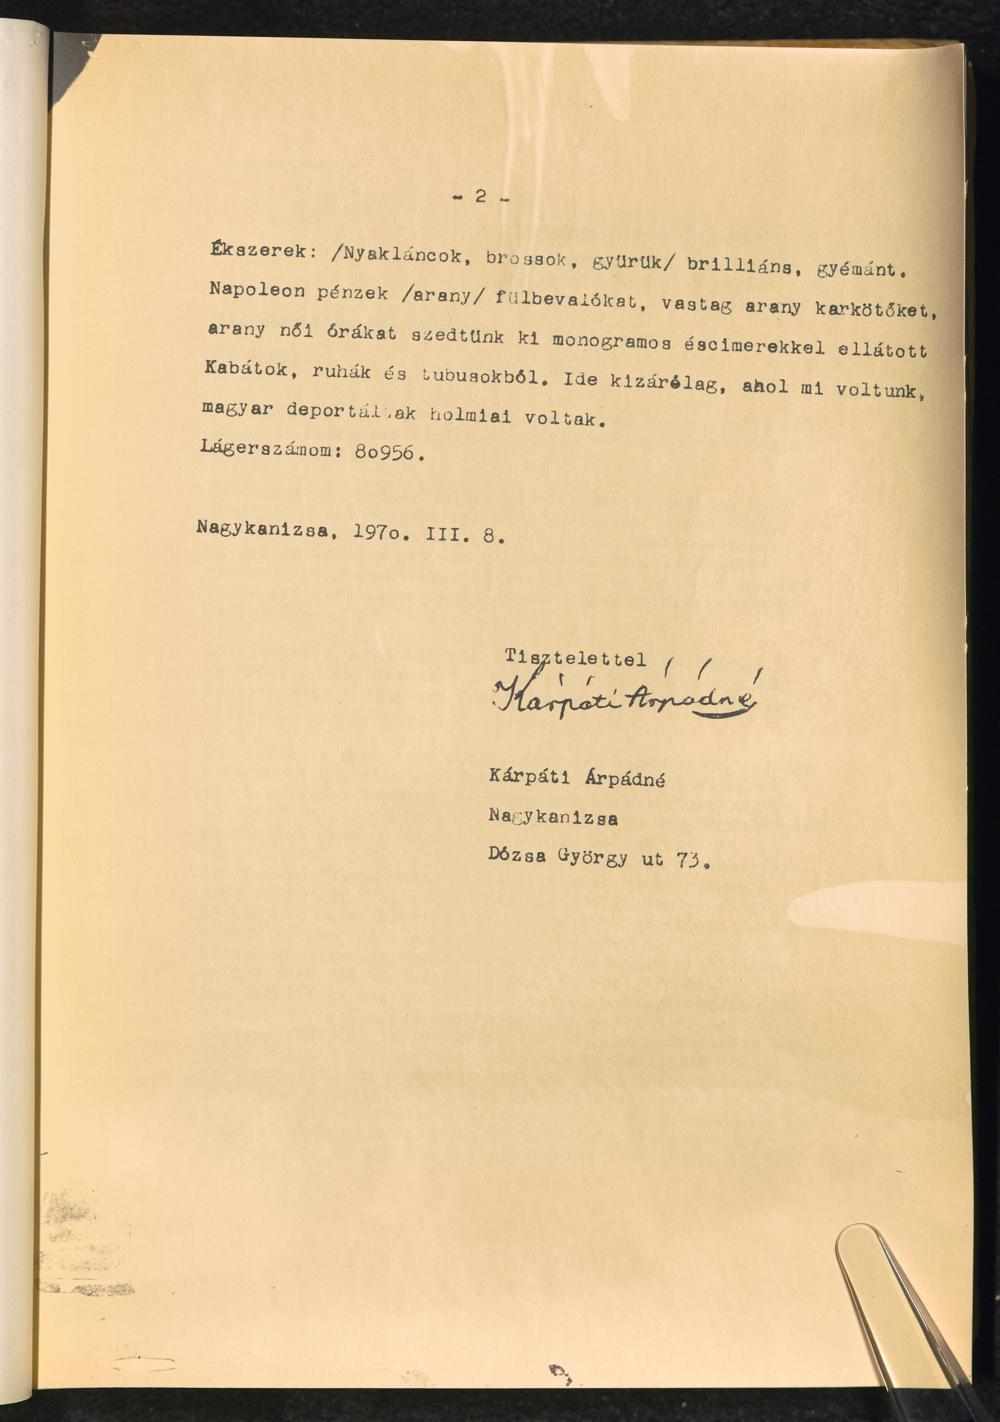 - 2 -
Ékszerek: /Nyakláncok, brossok, gyürük/ brilliáns, gyémánt.
Napoleon pénzek /arany/ fülbevalókat, vastag arany karkötőket,
arany női órákat szedtünk ki monogramos éscimerekkel ellátott
Kabátok, ruhák és tubusokból. Ide kizárólag, ahol mi voltunk,
magyar deportáltak holmiai voltak.
Lágerszámom: 8o956.
Nagykanizsa, 197o. III. 8.
Tisztelettel
Kárpáti Árpádné
Kárpáti Árpádné
Nagykanizsa
Dózsa György ut 73.